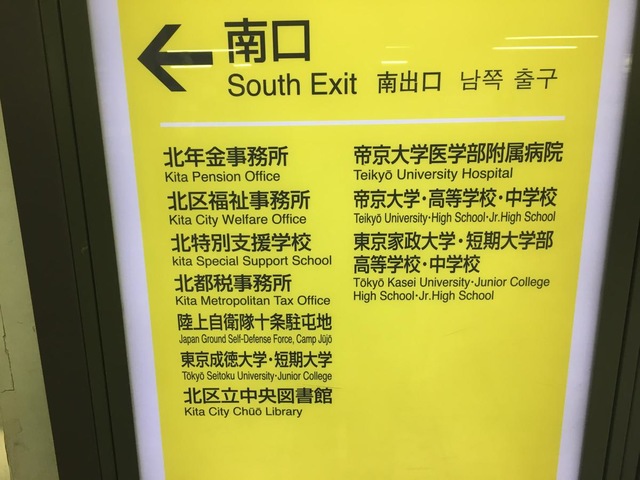 南口
South Exit 南出口 남쪽 출구
北年金事務所
Kita Pension Office
北区福祉事務所
Kita City Welfare Office
北特別支援学校
kita Special Support School
北都税事務所
Kita Metropolitan Tax Office
陸上自衛隊十条駐屯地
Japan Ground Self-Defense Force, Camp Jūjō
東京成徳大学・短期大学
Tōkyō Seitoku University・Junior College
北区立中央図書館
Kita City Chūō Library
帝京大学医学部附属病院
Teikyō University Hospital
帝京大学・高等学校・中学校
Teikyō University・High School・Jr.High School
東京家政大学・短期大学部
高等学校・中学校
Tōkyō Kasei University・Junior College
High School・Jr.High School